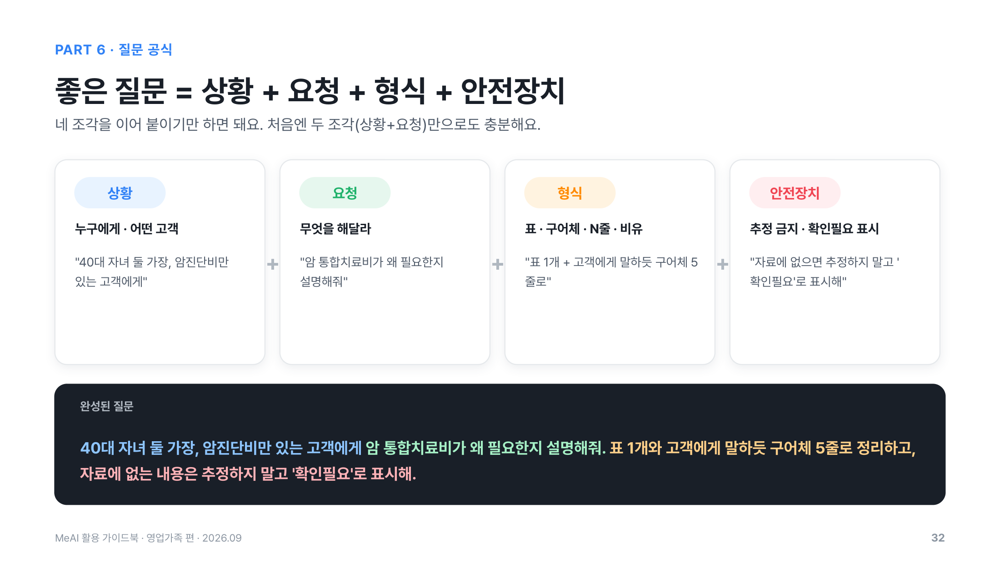 PART 6 · 질문 공식
좋은 질문 = 상황 + 요청 + 형식 + 안전장치
네 조각을 이어 붙이기만 하면 돼요. 처음엔 두 조각(상황+요청)만으로도 충분해요.
상황
누구에게 · 어떤 고객
"40대 자녀 둘 가장, 암진단비만
있는 고객에게"
+
요청
무엇을 해달라
"암 통합치료비가 왜 필요한지
설명해줘"
+
형식
표 · 구어체 · N줄 · 비유
"표 1개 + 고객에게 말하듯 구어체 5
줄로"
+
안전장치
추정 금지 · 확인필요 표시
"자료에 없으면 추정하지 말고 '
확인필요'로 표시해"
완성된 질문
40대 자녀 둘 가장, 암진단비만 있는 고객에게 암 통합치료비가 왜 필요한지 설명해줘. 표 1개와 고객에게 말하듯 구어체 5줄로 정리하고,
자료에 없는 내용은 추정하지 말고 '확인필요'로 표시해.
MeAI 활용 가이드북 · 영업가족 편 · 2026.09
32